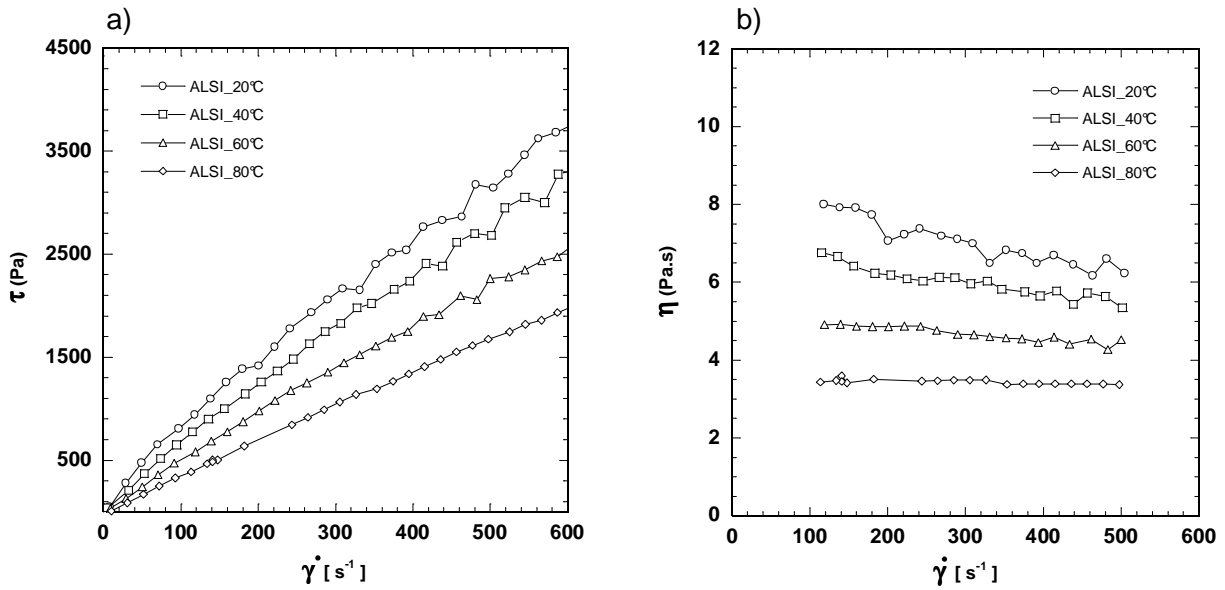 a)
4500
3500
2500
1500
500
τ (Pa)
ALSI_20°C
ALSI_40°C
ALSI_60°C
ALSI_80°C
0 100 200 300 400 500 600
γ̇ [ s⁻¹ ]
b)
12
10
8
6
4
2
0
η (Pa.s)
ALSI_20°C
ALSI_40°C
ALSI_60°C
ALSI_80°C
0 100 200 300 400 500 600
γ̇ [ s⁻¹ ]